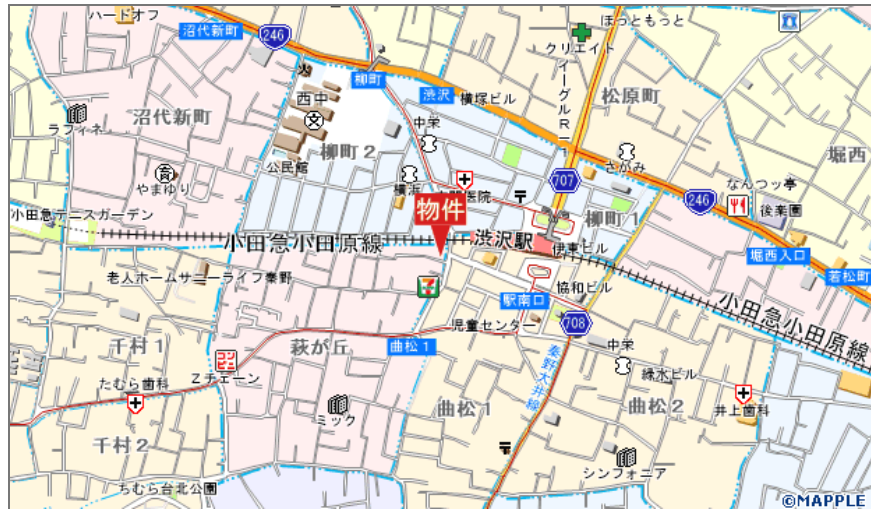 ハードオフ
沼代新町
246
ほっともっと
クリエイト
イーグルR-1
柳町
渋沢
横塚ビル
松原町
西中
沼代新町
ラフィネ
中栄
柳町2
公民館
さがみ
堀西
やまゆり
横浜
医院
707
なんつッ亭
246
後楽園
物件
柳町1
小田急テニスガーデン
小田急小田原線
渋沢駅
伊東ビル
堀西入口
若松町
老人ホームサニーライフ秦野
協和ビル
駅南口
小田急小田原線
児童センター
708
千村1
萩が丘
曲松1
中栄
コンビニ
Zチェーン
緑水ビル
たむら歯科
秦野大井線
ミック
曲松1
曲松2
井上歯科
千村2
シンフォニア
ちむら台北公園
©MAPPLE